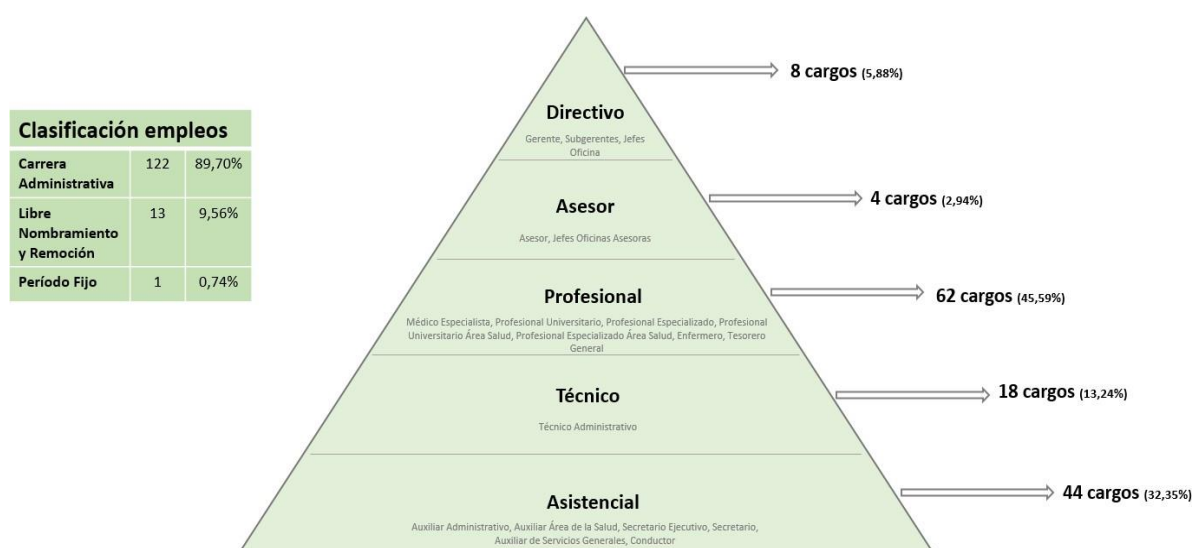 Clasificación empleos
Carrera
Administrativa
122
89,70%
Libre
Nombramiento
y Remoción
13
9,56%
Período Fijo
1
0,74%
Directivo
Gerente, Subgerentes, Jefes
Oficina
8 cargos (5,88%)
Asesor
Asesor, Jefes Oficinas Asesoras
4 cargos (2,94%)
Profesional
Médico Especialista, Profesional Universitario, Profesional Especializado, Profesional
Universitario Área Salud, Profesional Especializado Área Salud, Enfermero, Tesorero
General
62 cargos (45,59%)
Técnico
Técnico Administrativo
18 cargos (13,24%)
Asistencial
Auxiliar Administrativo, Auxiliar Área de la Salud, Secretario Ejecutivo, Secretario,
Auxiliar de Servicios Generales, Conductor
44 cargos (32,35%)